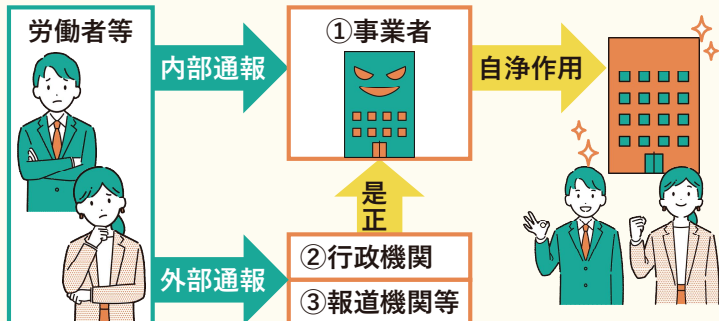 労働者等
内部通報
①事業者
自浄作用
是正
外部通報
②行政機関
③報道機関等